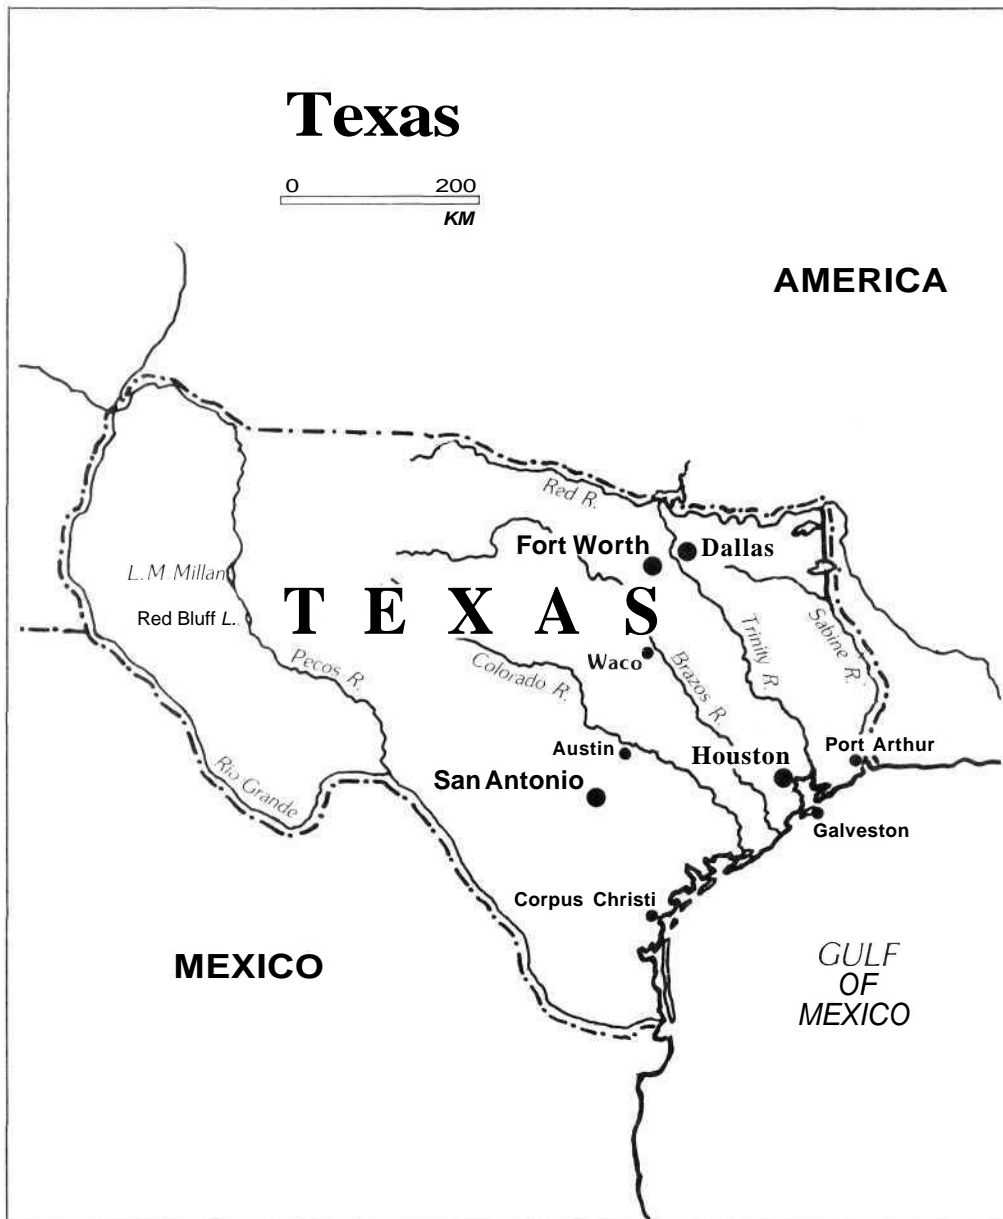 Texas
0 200
KM
AMERICA
Red R.
Fort Worth
Dallas
L.M. Millan
Red Bluff L.
TÈXAS
Trinity R.
Sabine R.
Waco
Pecos R.
Colorado R.
Brazos R.
Austin
Houston
Port Arthur
San Antonio
Rio Grande
Galveston
Corpus Christi
MEXICO
GULF
OF
MEXICO